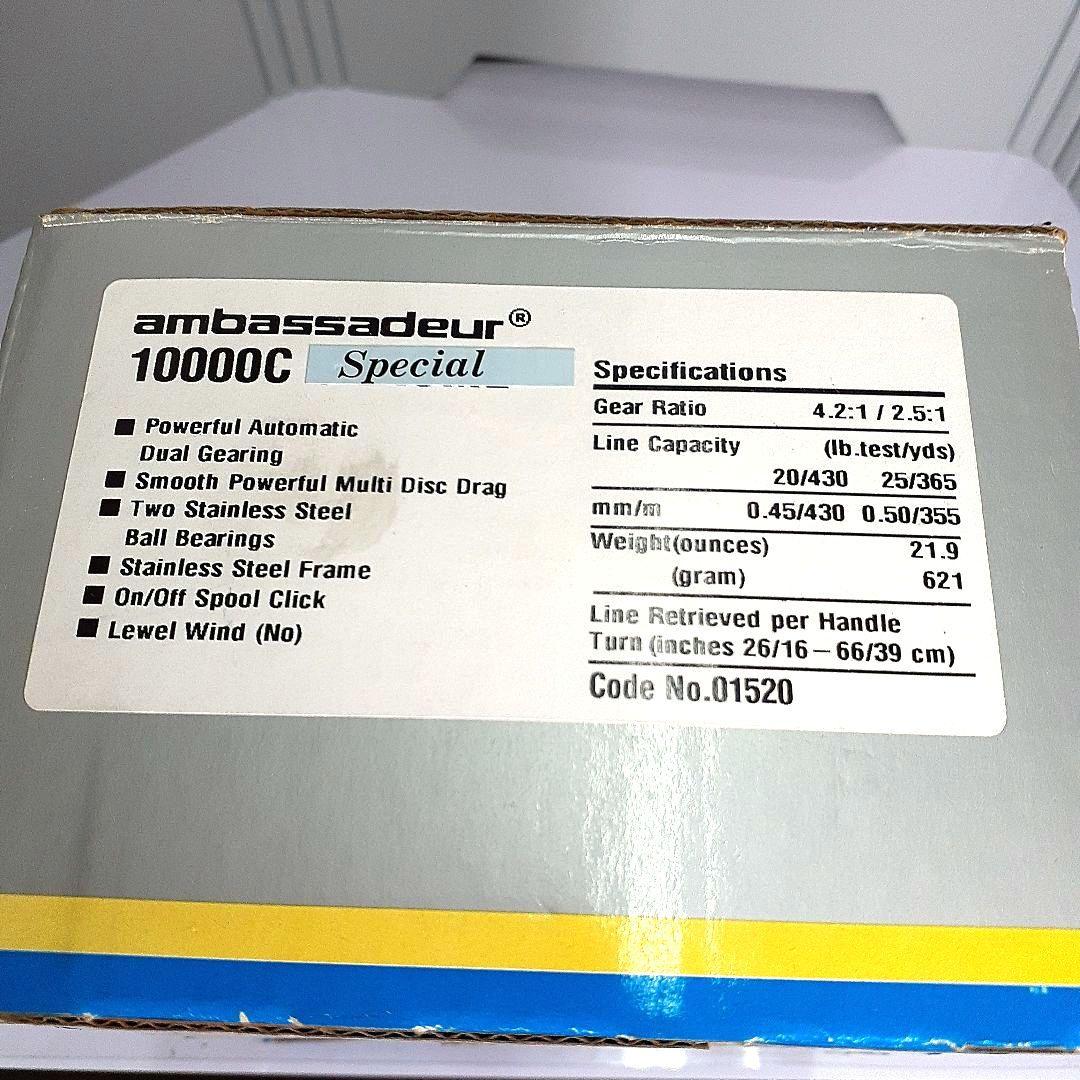 ambassadeur®
10000C Special
■ Powerful Automatic
Dual Gearing
■ Smooth Powerful Multi Disc Drag
■ Two Stainless Steel
Ball Bearings
■ Stainless Steel Frame
■ On/Off Spool Click
■ Lewel Wind (No)
Specifications
Gear Ratio 4.2:1 / 2.5:1
Line Capacity (lb.test/yds)
20/430 25/365
mm/m 0.45/430 0.50/355
Weight(ounces) 21.9
(gram) 621
Line Retrieved per Handle
Turn (inches 26/16 – 66/39 cm)
Code No.01520